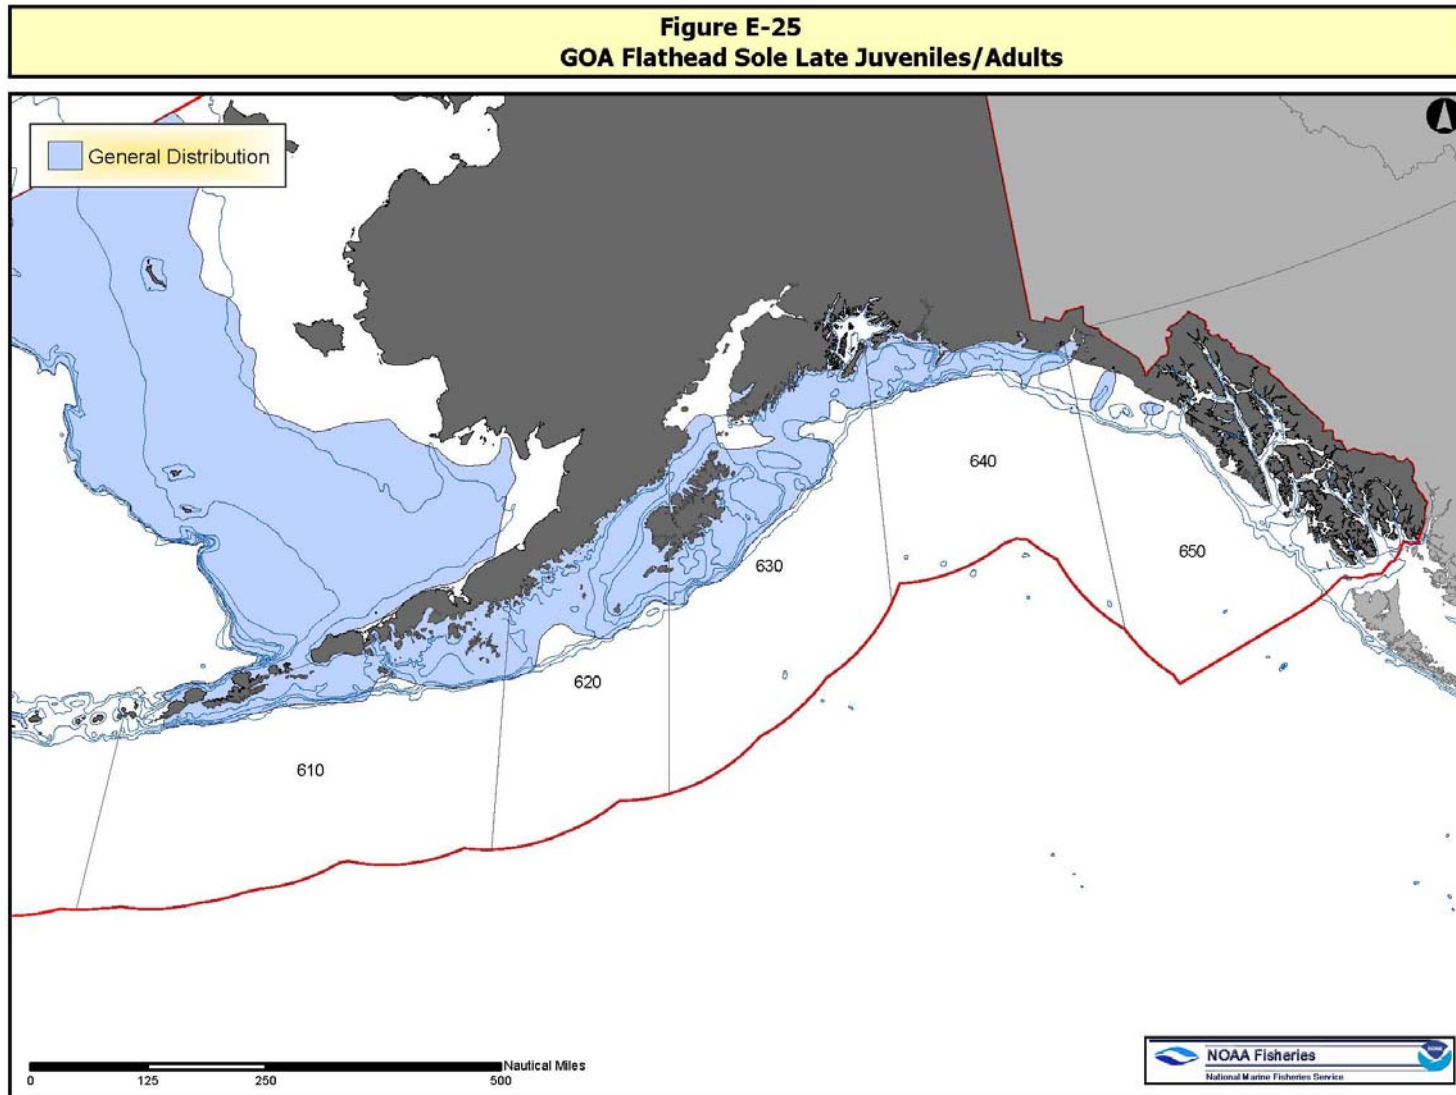 Figure E-25
GOA Flathead Sole Late Juveniles/Adults
General Distribution
640
650
630
620
610
Nautical Miles
0 125 250 500
NOAA Fisheries
National Marine Fisheries Service